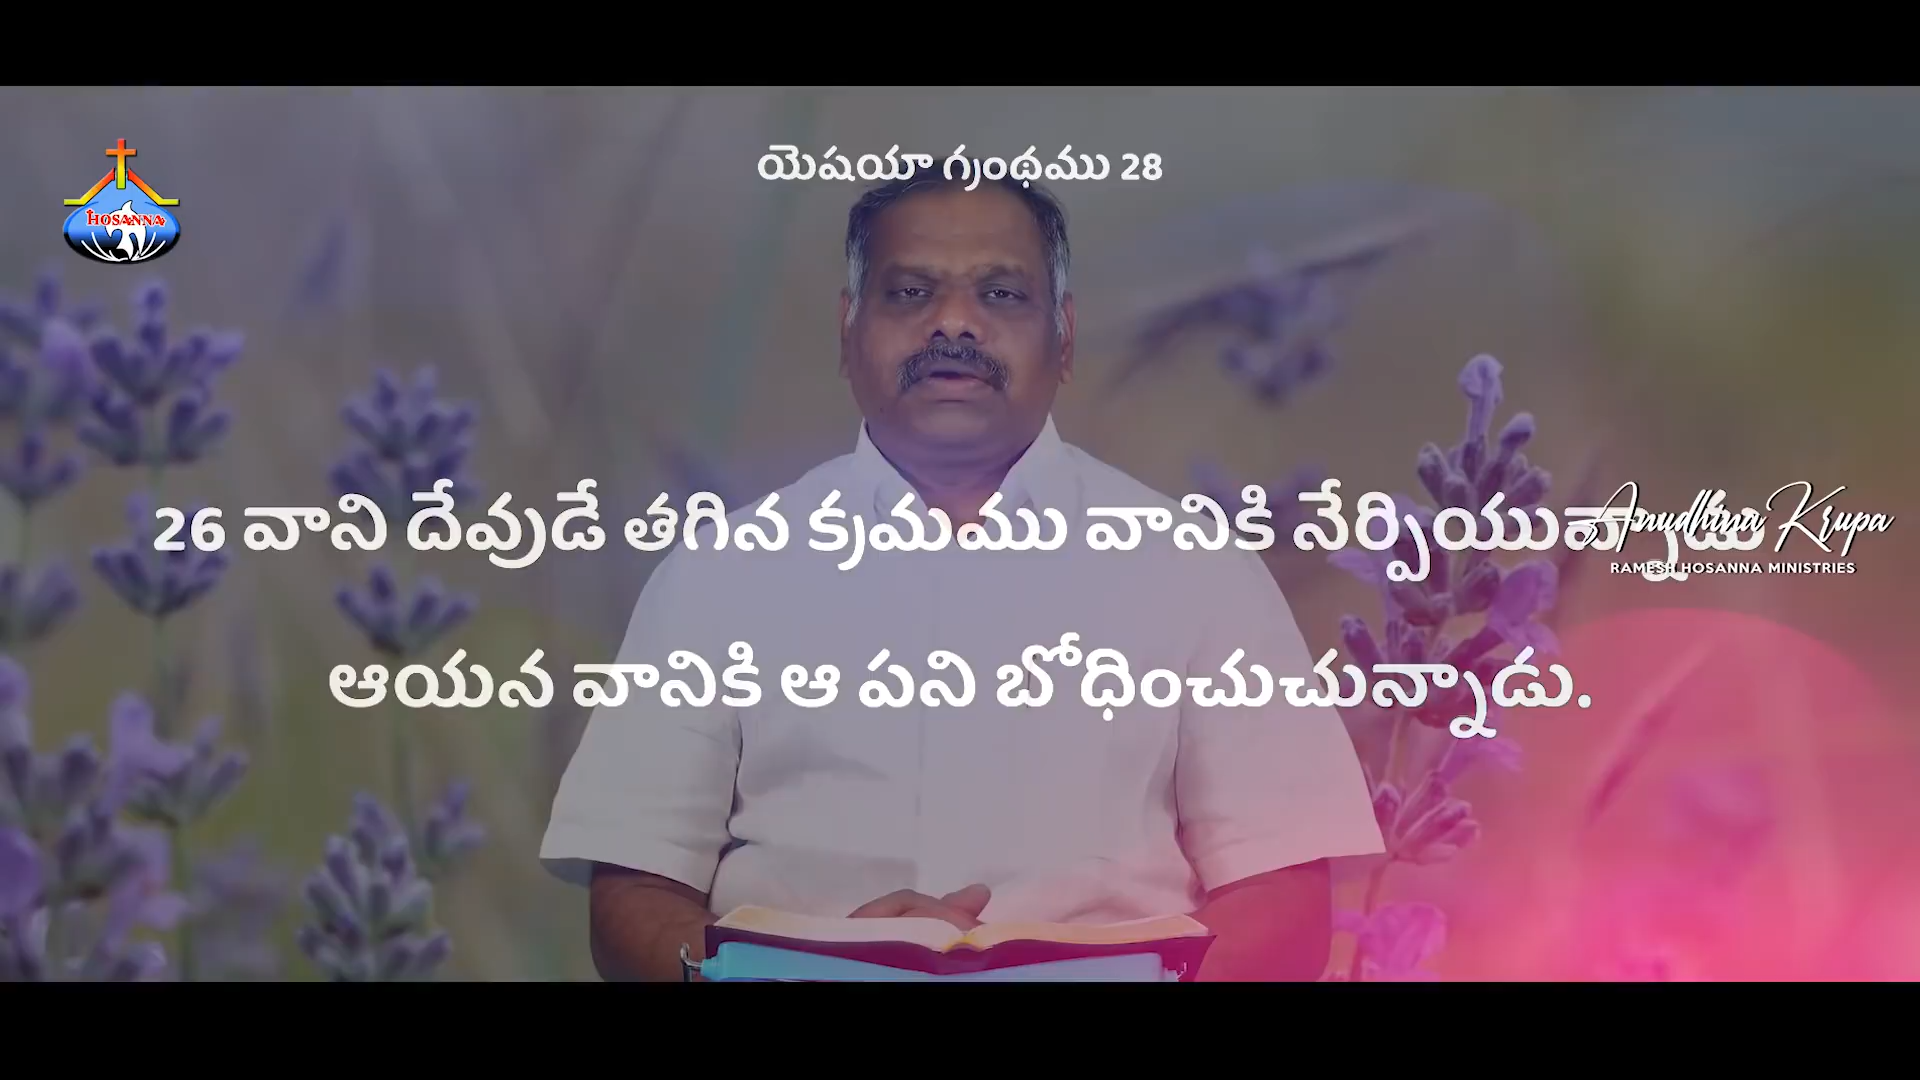 యెషయా గ్రంథము 28
HOSANNA
26 వాని దేవుడే తగిన క్రమము వానికి నేర్పియున్నాడు
Anudhina Krupa
RAMESH HOSANNA MINISTRIES
ఆయన వానికి ఆ పని బోధించుచున్నాడు.